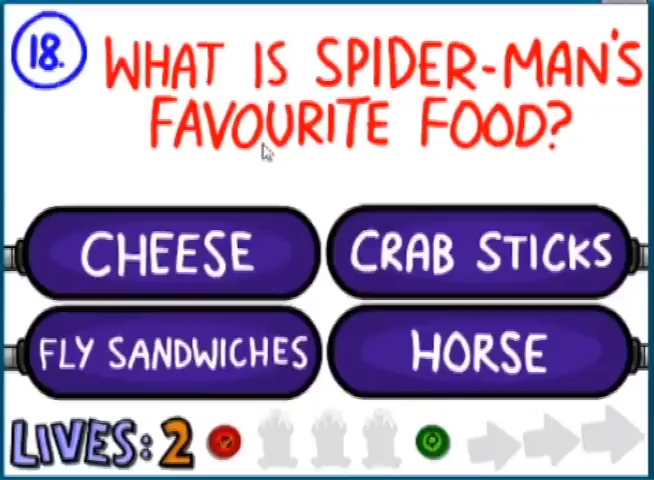 18.
WHAT IS SPIDER-MAN'S
FAVOURITE FOOD?
CHEESE
CRAB STICKS
FLY SANDWICHES
HORSE
LIVES: 2